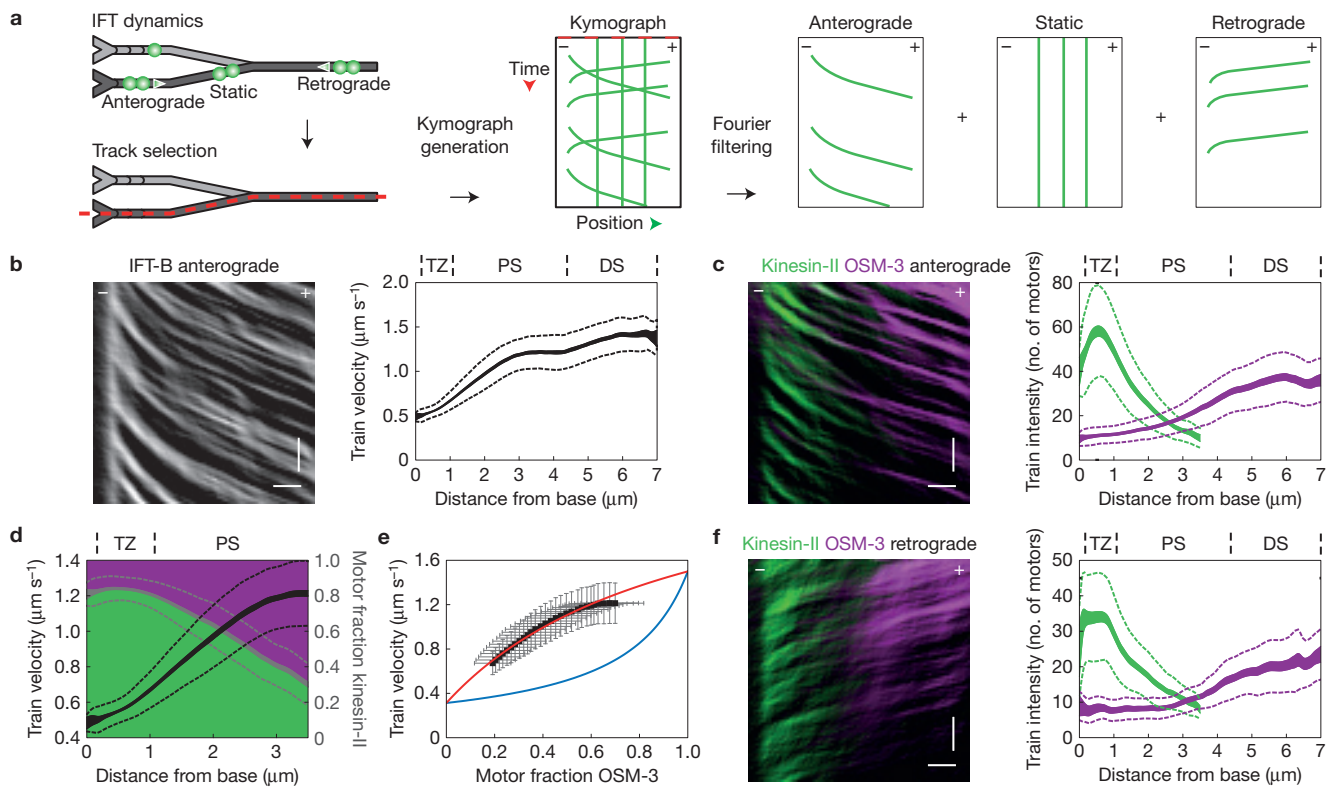 a
IFT dynamics
Anterograde
Static
Retrograde
Track selection
Kymograph generation
Kymograph
− +
Time
Position
Fourier filtering
Anterograde
− +
+
Static
− +
+
Retrograde
− +
b
IFT-B anterograde
− +
TZ PS DS
Train velocity (μm s⁻¹)
2.0
1.5
1.0
0.5
0
0 1 2 3 4 5 6 7
Distance from base (μm)
c
Kinesin-II OSM-3 anterograde
− +
TZ PS DS
Train intensity (no. of motors)
80
60
40
20
0
0 1 2 3 4 5 6 7
Distance from base (μm)
d
TZ PS
Train velocity (μm s⁻¹)
1.4
1.2
1.0
0.8
0.6
0.4
Motor fraction kinesin-II
1.0
0.8
0.6
0.4
0.2
0
0 1 2 3
Distance from base (μm)
e
Train velocity (μm s⁻¹)
1.6
1.2
0.8
0.4
0
0 0.2 0.4 0.6 0.8 1.0
Motor fraction OSM-3
f
Kinesin-II OSM-3 retrograde
− +
TZ PS DS
Train intensity (no. of motors)
50
40
30
20
10
0
0 1 2 3 4 5 6 7
Distance from base (μm)